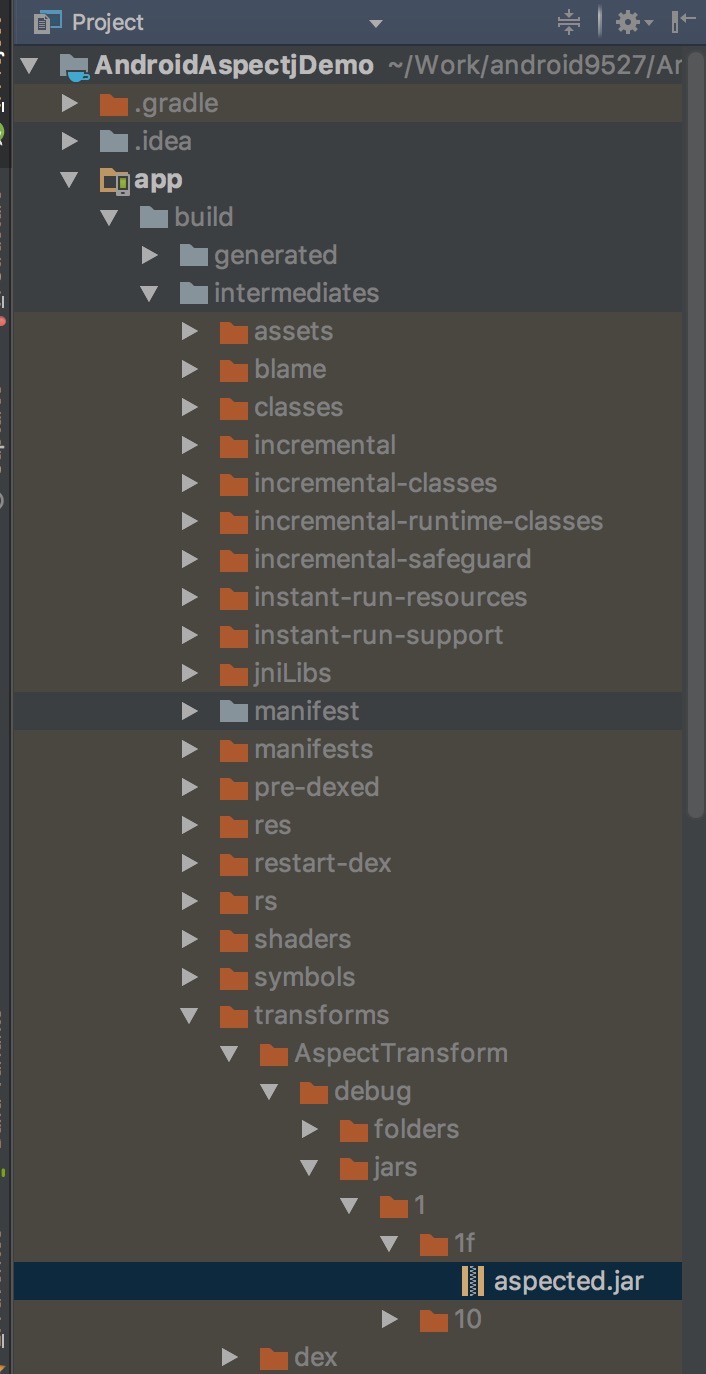 Project
AndroidAspectjDemo ~/Work/android9527/Ar
.gradle
.idea
app
build
generated
intermediates
assets
blame
classes
incremental
incremental-classes
incremental-runtime-classes
incremental-safeguard
instant-run-resources
instant-run-support
jniLibs
manifest
manifests
pre-dexed
res
restart-dex
rs
shaders
symbols
transforms
AspectTransform
debug
folders
jars
1
1f
aspected.jar
10
dex